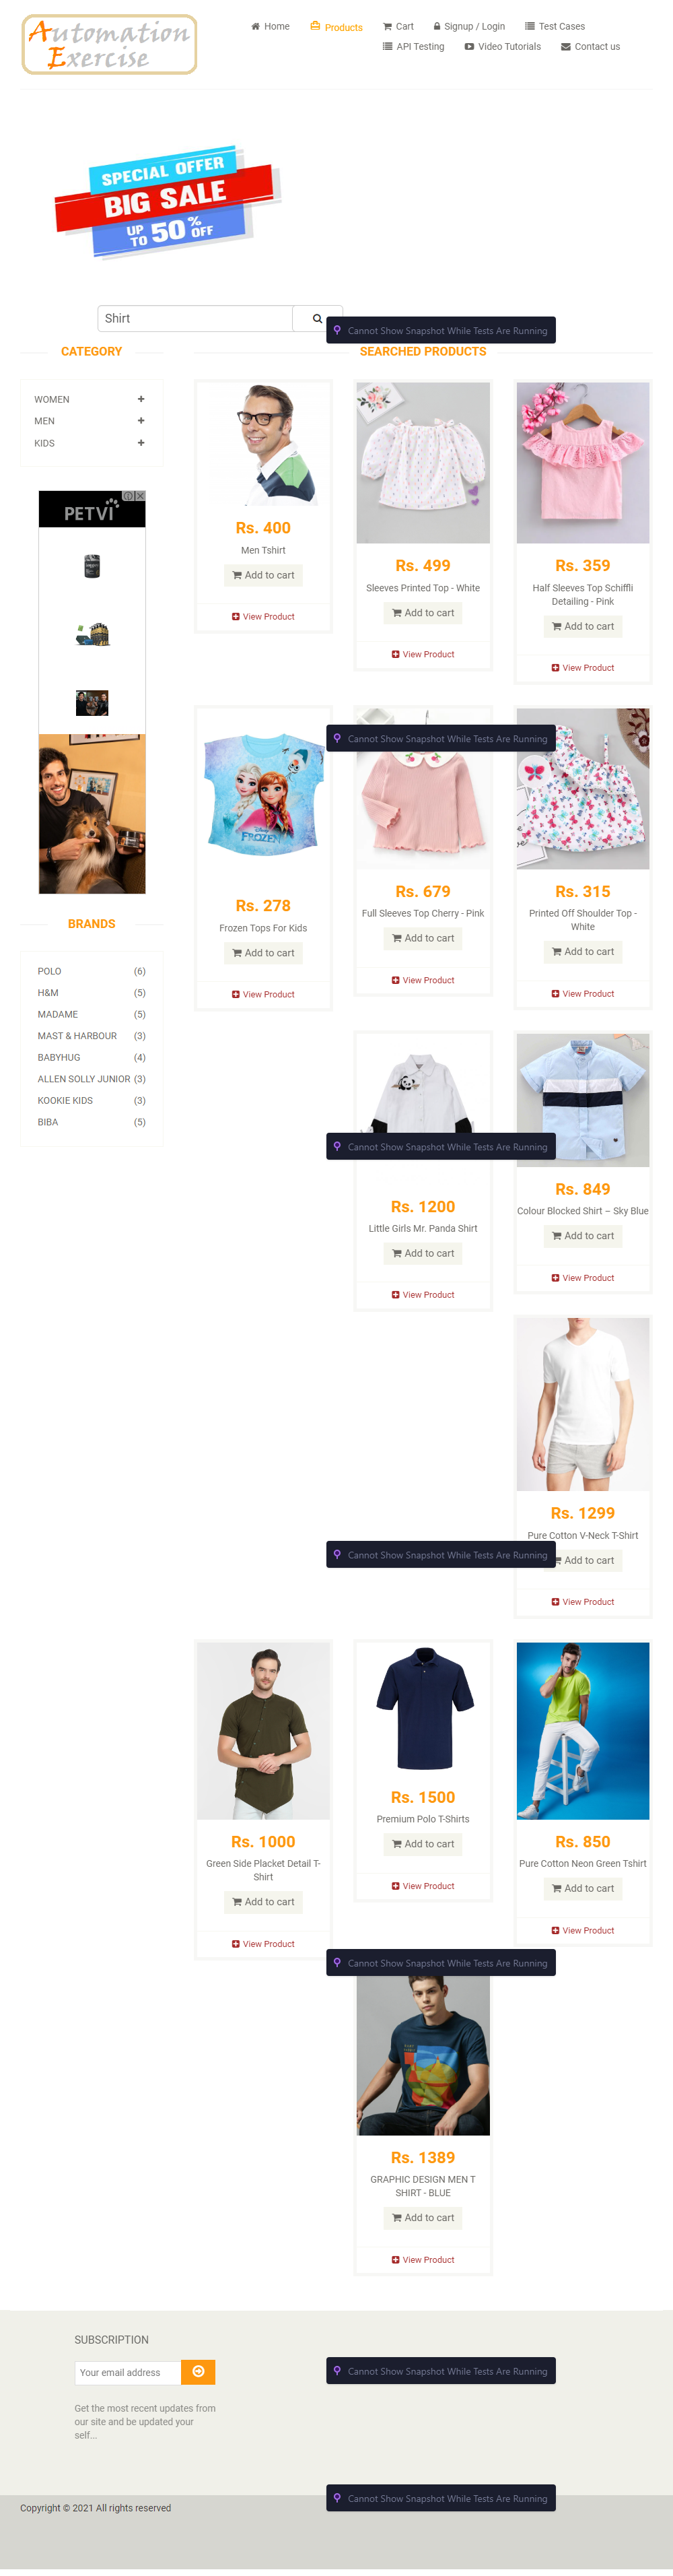 Automation
Exercise
Home
Products
Cart
Signup / Login
Test Cases
API Testing
Video Tutorials
Contact us
SPECIAL OFFER
BIG SALE
UP TO 50% OFF
Shirt
Cannot Show Snapshot While Tests Are Running
CATEGORY
WOMEN
MEN
KIDS
PETVI
BRANDS
POLO (6)
H&M (5)
MADAME (5)
MAST & HARBOUR (3)
BABYHUG (4)
ALLEN SOLLY JUNIOR (3)
KOOKIE KIDS (3)
BIBA (5)
SEARCHED PRODUCTS
Rs. 400
Men Tshirt
Add to cart
View Product
Rs. 499
Sleeves Printed Top - White
Add to cart
View Product
Rs. 359
Half Sleeves Top Schiffli
Detailing - Pink
Add to cart
View Product
Cannot Show Snapshot While Tests Are Running
FROZEN
Rs. 278
Frozen Tops For Kids
Add to cart
View Product
Rs. 679
Full Sleeves Top Cherry - Pink
Add to cart
View Product
Rs. 315
Printed Off Shoulder Top -
White
Add to cart
View Product
Cannot Show Snapshot While Tests Are Running
Rs. 1200
Little Girls Mr. Panda Shirt
Add to cart
View Product
Rs. 849
Colour Blocked Shirt – Sky Blue
Add to cart
View Product
Rs. 1299
Pure Cotton V-Neck T-Shirt
Cannot Show Snapshot While Tests Are Running
Add to cart
View Product
Rs. 1000
Green Side Placket Detail T-
Shirt
Add to cart
View Product
Rs. 1500
Premium Polo T-Shirts
Add to cart
View Product
Rs. 850
Pure Cotton Neon Green Tshirt
Add to cart
View Product
Cannot Show Snapshot While Tests Are Running
Rs. 1389
GRAPHIC DESIGN MEN T
SHIRT - BLUE
Add to cart
View Product
SUBSCRIPTION
Your email address
Cannot Show Snapshot While Tests Are Running
Get the most recent updates from
our site and be updated your
self...
Cannot Show Snapshot While Tests Are Running
Copyright © 2021 All rights reserved